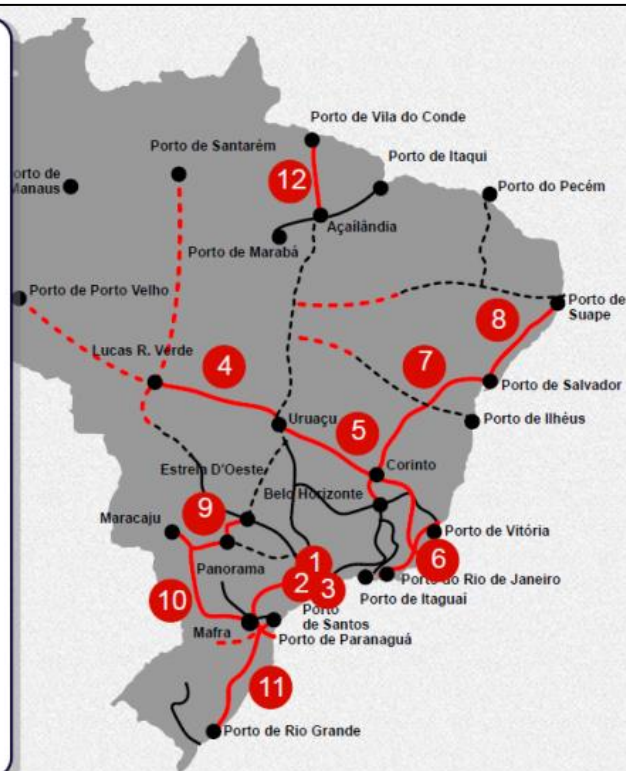 Porto de Vila do Conde
Porto de Santarém
Porto de Itaqui
orto de
Manaus
12
Porto do Pecém
Açailândia
Porto de Marabá
Porto de Porto Velho
Porto de
Suape
8
Lucas R. Verde
4
7
Porto de Salvador
Uruaçu
5
Porto de Ilhéus
Corinto
Estrela D'Oeste
Belo Horizonte
9
Maracaju
Porto de Vitória
1
6
Panorama
2
3
Porto do Rio de Janeiro
10
Porto de Itaguaí
Porto
de Santos
Mafra
Porto de Paranaguá
11
Porto de Rio Grande